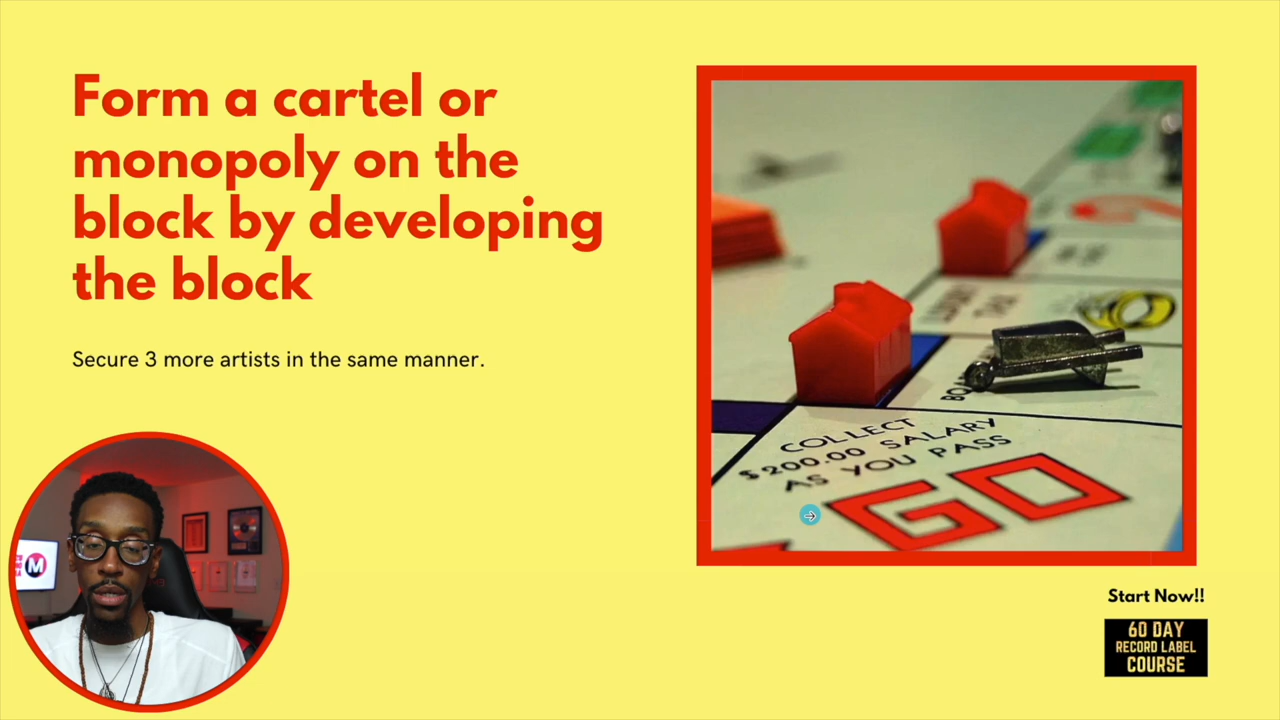 Form a cartel or
monopoly on the
block by developing
the block
Secure 3 more artists in the same manner.
COLLECT
$200.00 SALARY
AS YOU PASS
GO
M
Start Now!!
60 DAY
RECORD LABEL
COURSE